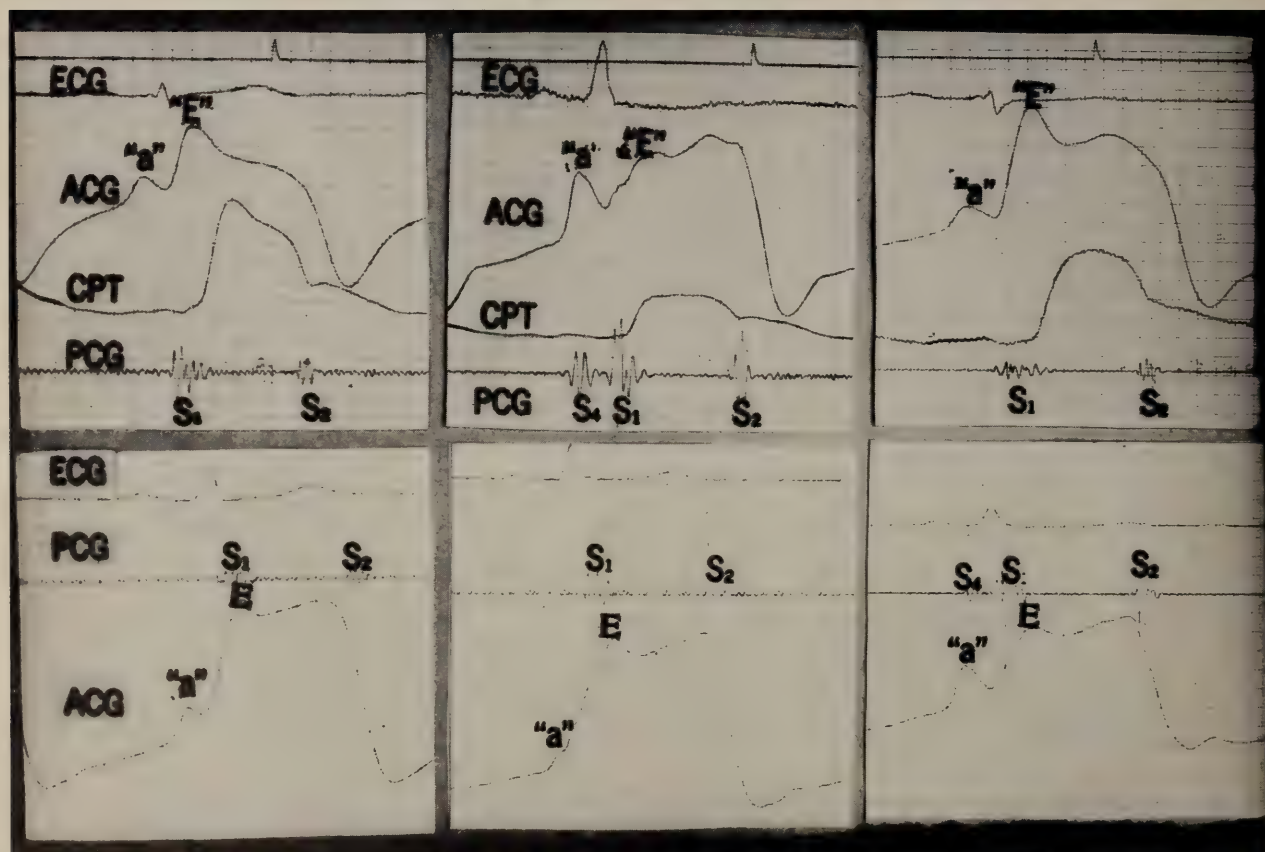 ECG
"E"
"a"
ACG
CPT
PCG
S₁ S₂
ECG
"a" "E"
ACG
CPT
PCG S₄ S₁ S₂
"E"
"a"
S₁ S₂
ECG
PCG
S₁ S₂
E
"a"
ACG
S₁ S₂
E
"a"
S₄ S S₂
E
"a"